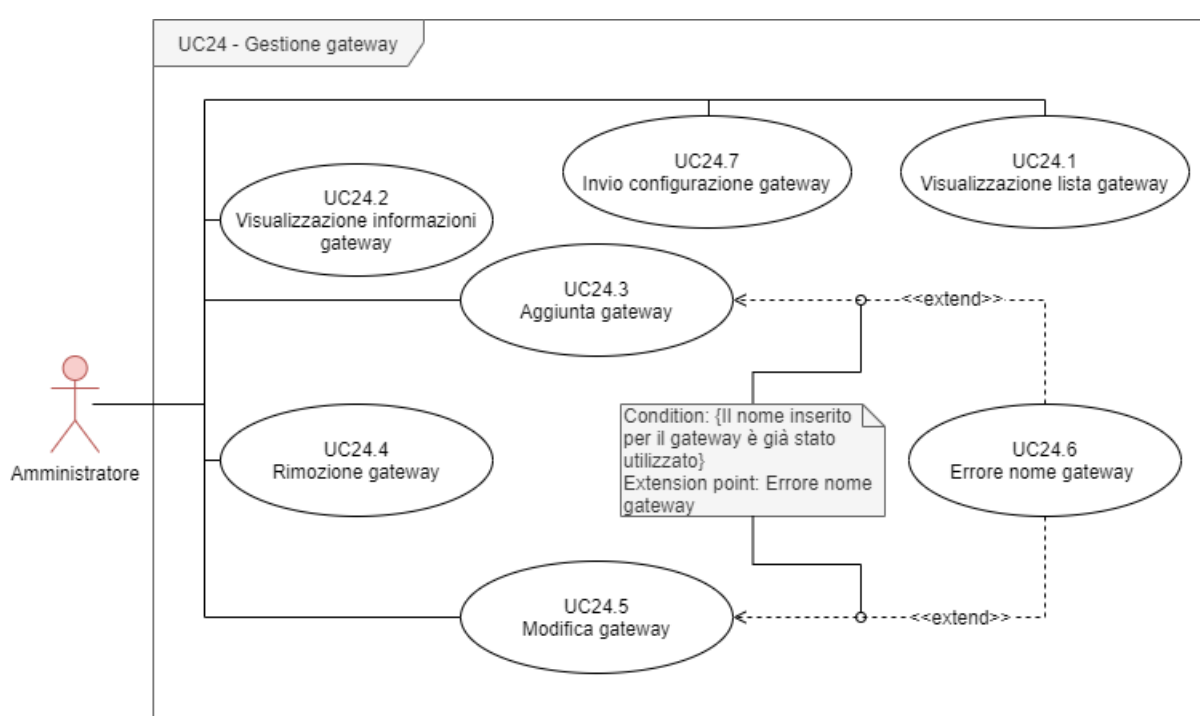 UC24 - Gestione gateway
UC24.7
Invio configurazione gateway
UC24.1
Visualizzazione lista gateway
UC24.2
Visualizzazione informazioni
gateway
UC24.3
Aggiunta gateway
<<extend>>
Amministratore
UC24.4
Rimozione gateway
Condition: {Il nome inserito
per il gateway è già stato
utilizzato}
Extension point: Errore nome
gateway
UC24.6
Errore nome gateway
UC24.5
Modifica gateway
<<extend>>